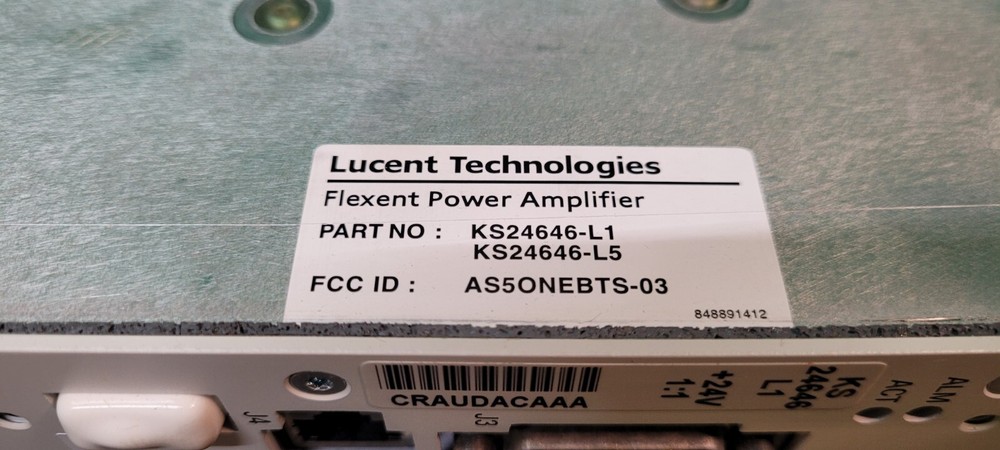 Lucent Technologies
Flexent Power Amplifier
PART NO : KS24646-L1
KS24646-L5
FCC ID : AS5ONEBTS-03
848891412
CRAUDACAAA
KS
24646
L1
+24V
1:1
ACT
ALM
J4
J3